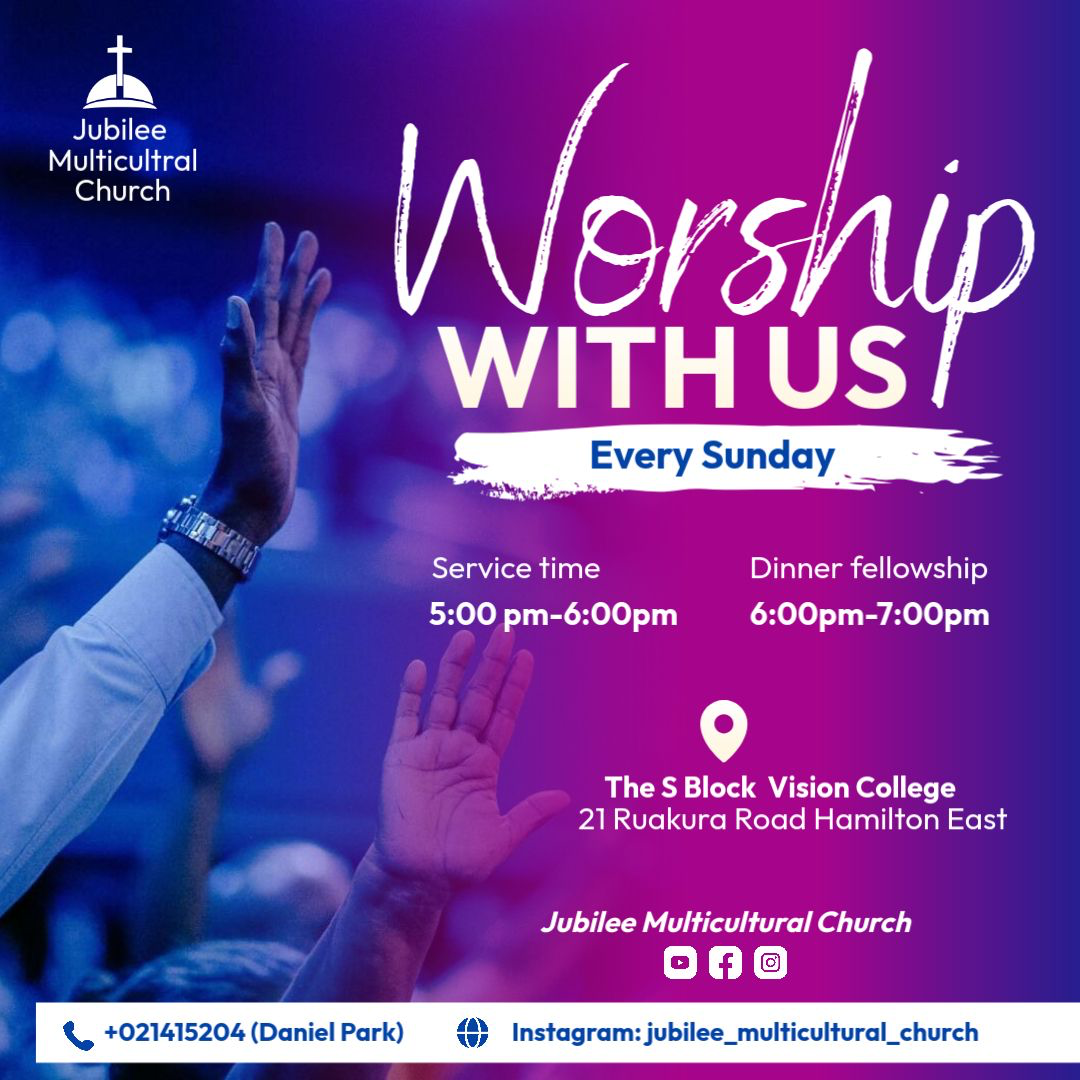 Jubilee
Multicultral
Church
Worship
WITH US
Every Sunday
Service time
5:00 pm-6:00pm
Dinner fellowship
6:00pm-7:00pm
The S Block  Vision College
21 Ruakura Road Hamilton East
Jubilee Multicultural Church
+021415204 (Daniel Park)
Instagram: jubilee_multicultural_church